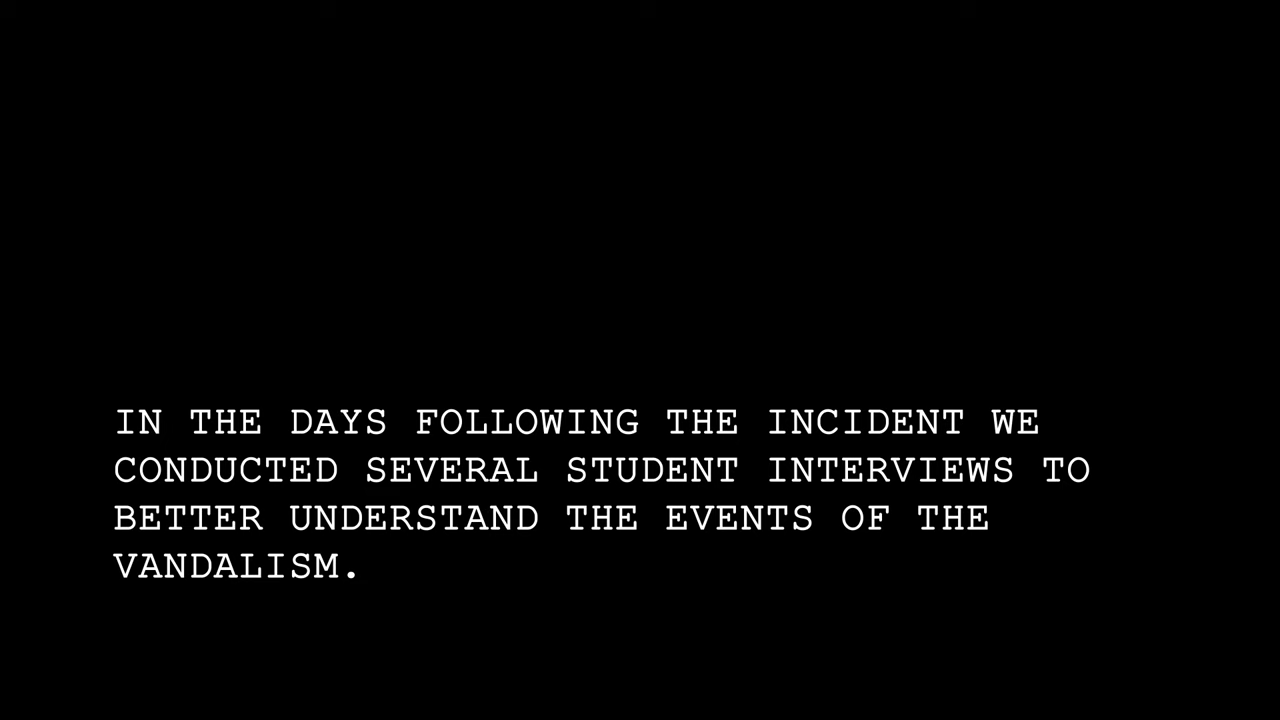 IN THE DAYS FOLLOWING THE INCIDENT WE
CONDUCTED SEVERAL STUDENT INTERVIEWS TO
BETTER UNDERSTAND THE EVENTS OF THE
VANDALISM.